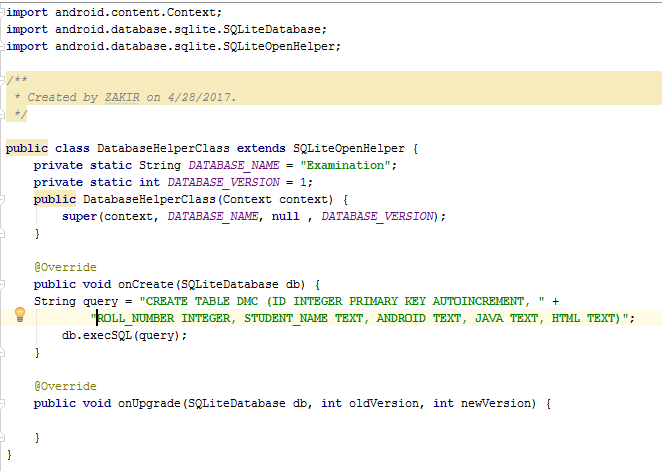 import android.content.Context;
import android.database.sqlite.SQLiteDatabase;
import android.database.sqlite.SQLiteOpenHelper;
/**
 * Created by ZAKIR on 4/28/2017.
 */
public class DatabaseHelperClass extends SQLiteOpenHelper {
    private static String DATABASE_NAME = "Examination";
    private static int DATABASE_VERSION = 1;
    public DatabaseHelperClass(Context context) {
        super(context, DATABASE_NAME, null , DATABASE_VERSION);
    }
    @Override
    public void onCreate(SQLiteDatabase db) {
    String query = "CREATE TABLE DMC (ID INTEGER PRIMARY KEY AUTOINCREMENT, " +
            "ROLL_NUMBER INTEGER, STUDENT_NAME TEXT, ANDROID TEXT, JAVA TEXT, HTML TEXT)";
        db.execSQL(query);
    }
    @Override
    public void onUpgrade(SQLiteDatabase db, int oldVersion, int newVersion) {
    }
}